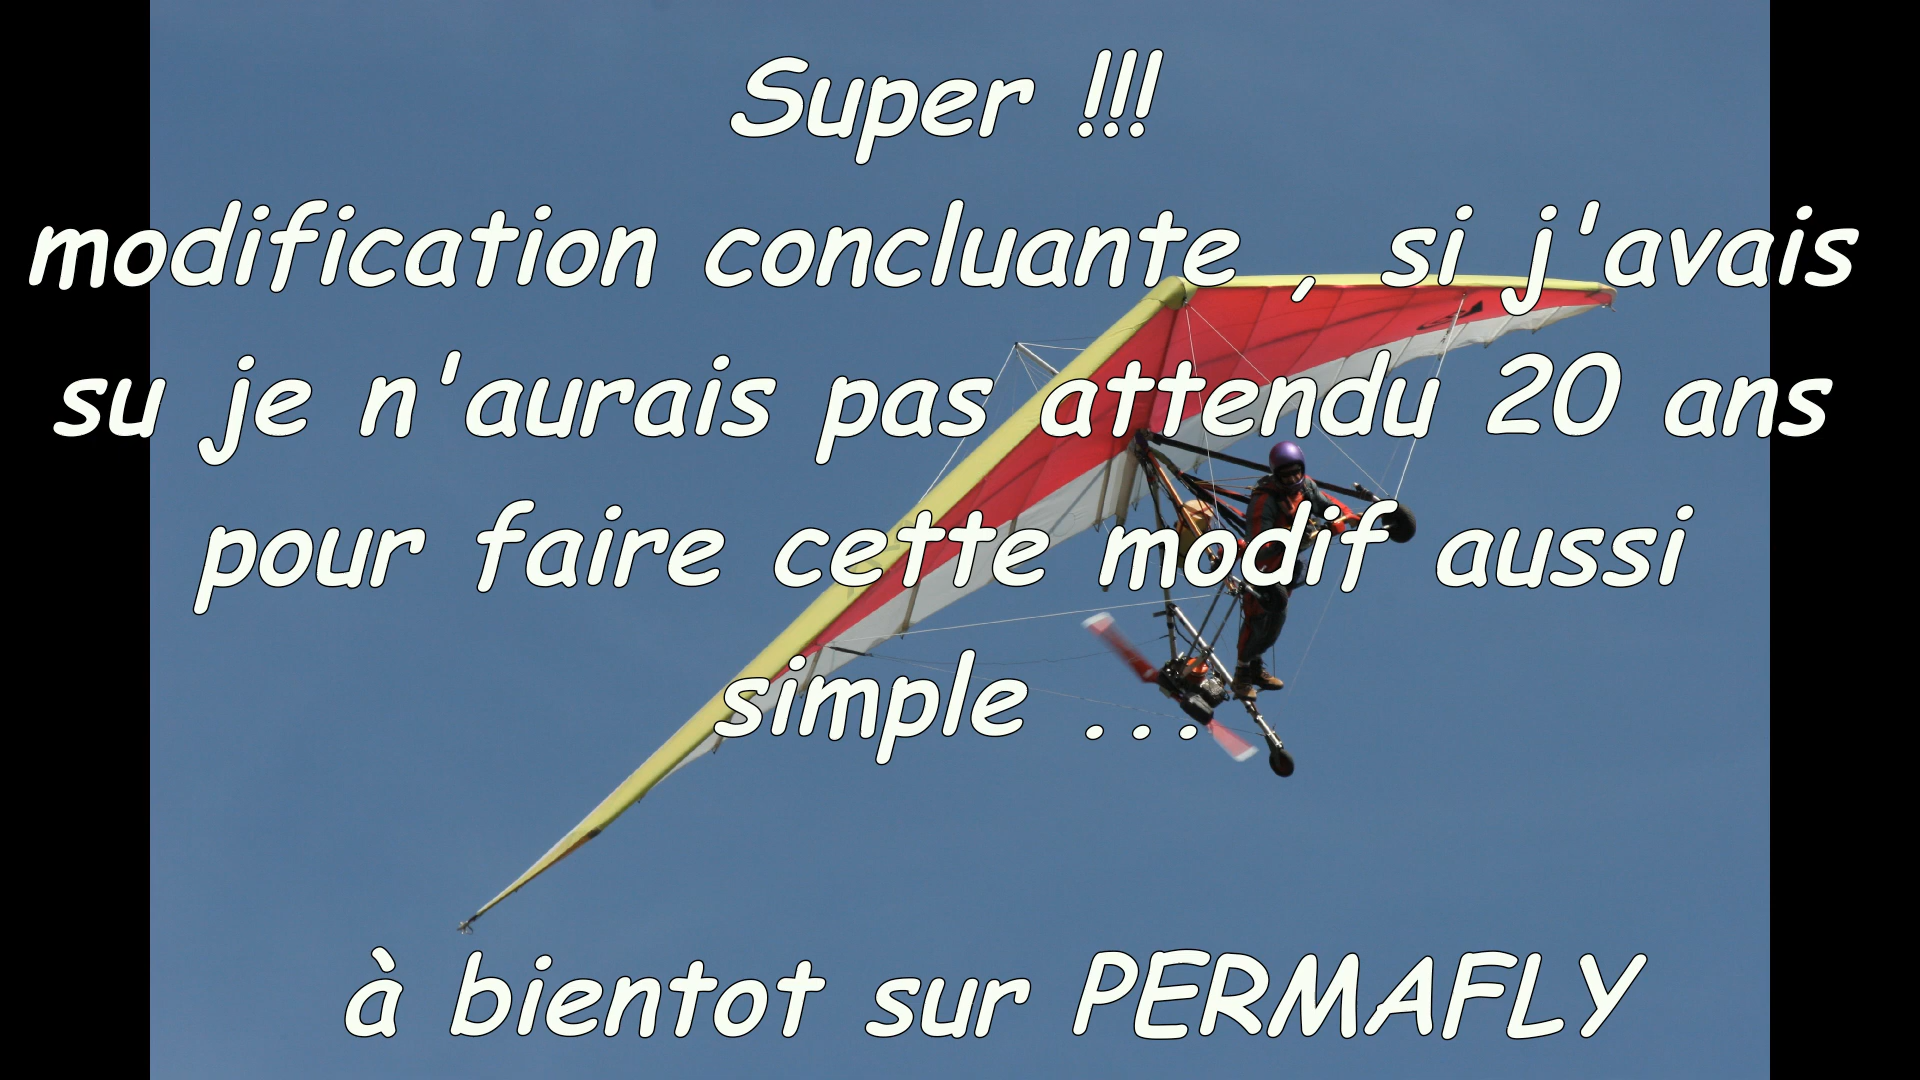 Super !!!
modification concluante , si j'avais
su je n'aurais pas attendu 20 ans
pour faire cette modif aussi
simple ...
à bientot sur PERMAFLY